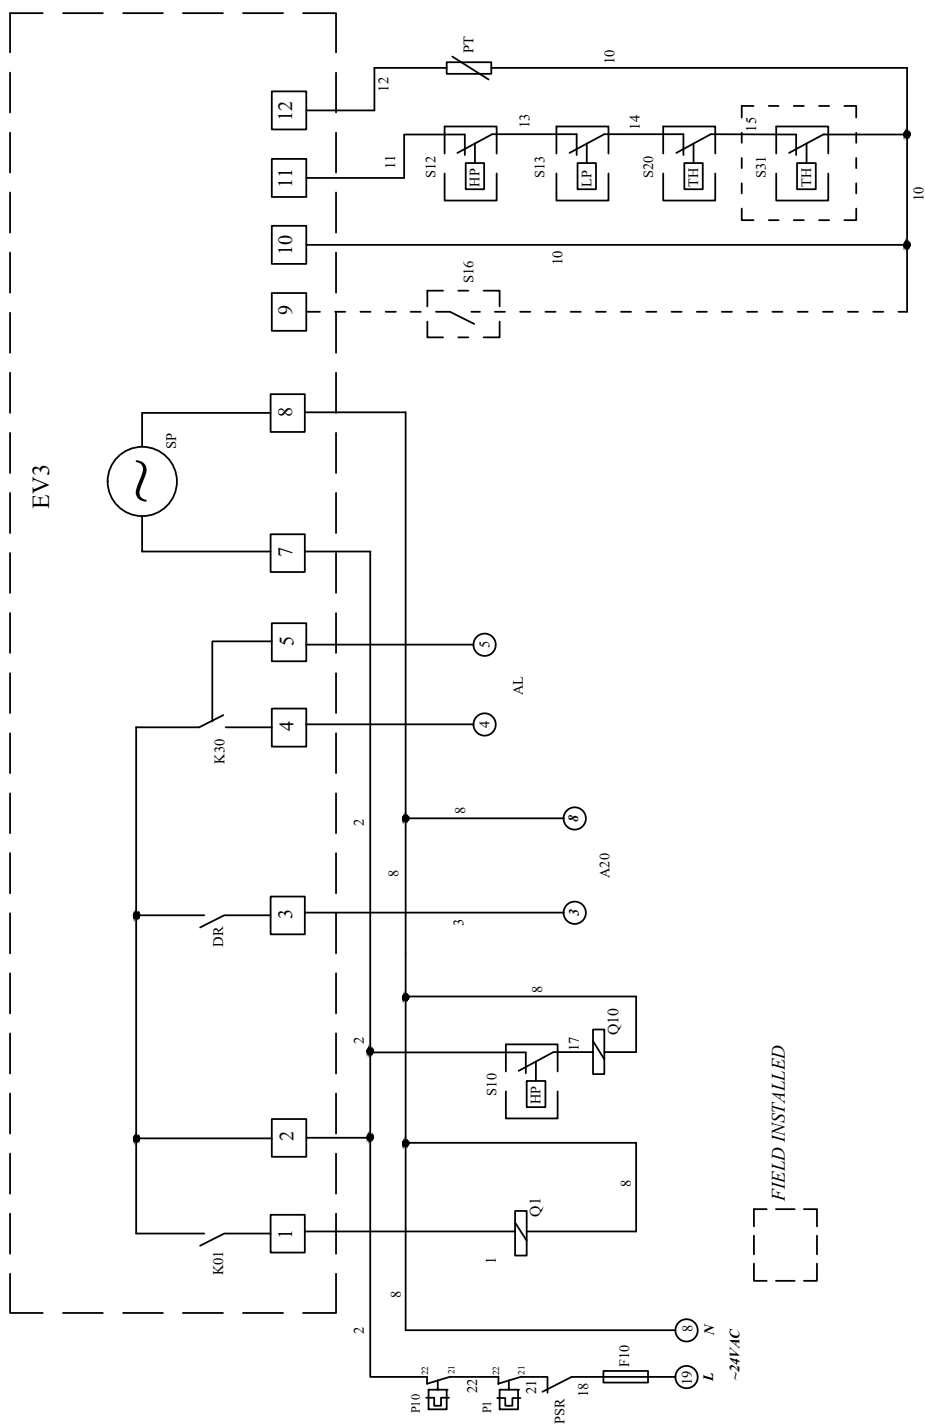 EV3
SP
12
11
10
9
8
7
5
4
3
2
1
K30
DR
K01
12
PT
10
11
S12
HP
13
S13
LP
14
S20
TH
15
S31
TH
10
10
S16
5
AL
4
2
8
8
8
A20
3
3
8
2
S10
HP
17
Q10
1
Q1
8
2
8
8
N
P10
22
21
22
P1
22
21
21
PSR
18
F10
19
L
~24VAC
FIELD INSTALLED